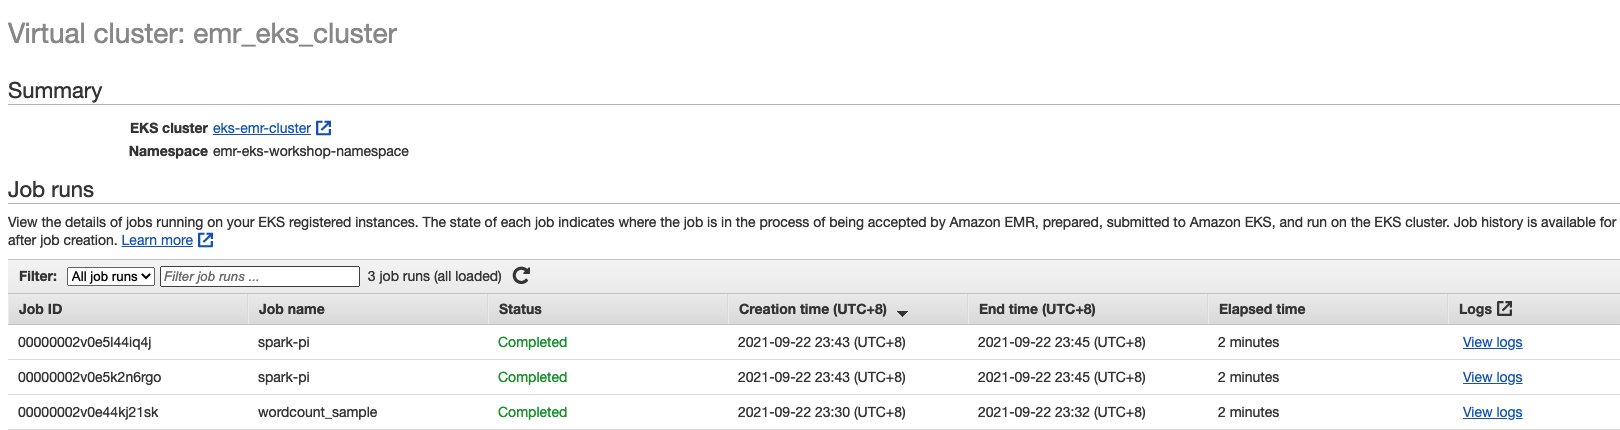 Virtual cluster: emr_eks_cluster
Summary
EKS cluster eks-emr-cluster
Namespace emr-eks-workshop-namespace
Job runs
View the details of jobs running on your EKS registered instances. The state of each job indicates where the job is in the process of being accepted by Amazon EMR, prepared, submitted to Amazon EKS, and run on the EKS cluster. Job history is available for
after job creation. Learn more
Filter: All job runs Filter job runs ... 3 job runs (all loaded)
Job ID Job name Status Creation time (UTC+8) End time (UTC+8) Elapsed time Logs
00000002v0e5l44iq4j spark-pi Completed 2021-09-22 23:43 (UTC+8) 2021-09-22 23:45 (UTC+8) 2 minutes View logs
00000002v0e5k2n6rgo spark-pi Completed 2021-09-22 23:43 (UTC+8) 2021-09-22 23:45 (UTC+8) 2 minutes View logs
00000002v0e44kj21sk wordcount_sample Completed 2021-09-22 23:30 (UTC+8) 2021-09-22 23:32 (UTC+8) 2 minutes View logs